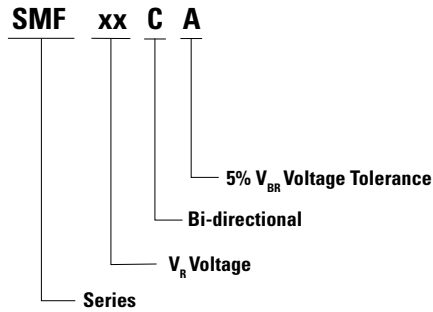 SMF xx C A
5% VBR Voltage Tolerance
Bi-directional
VR Voltage
Series